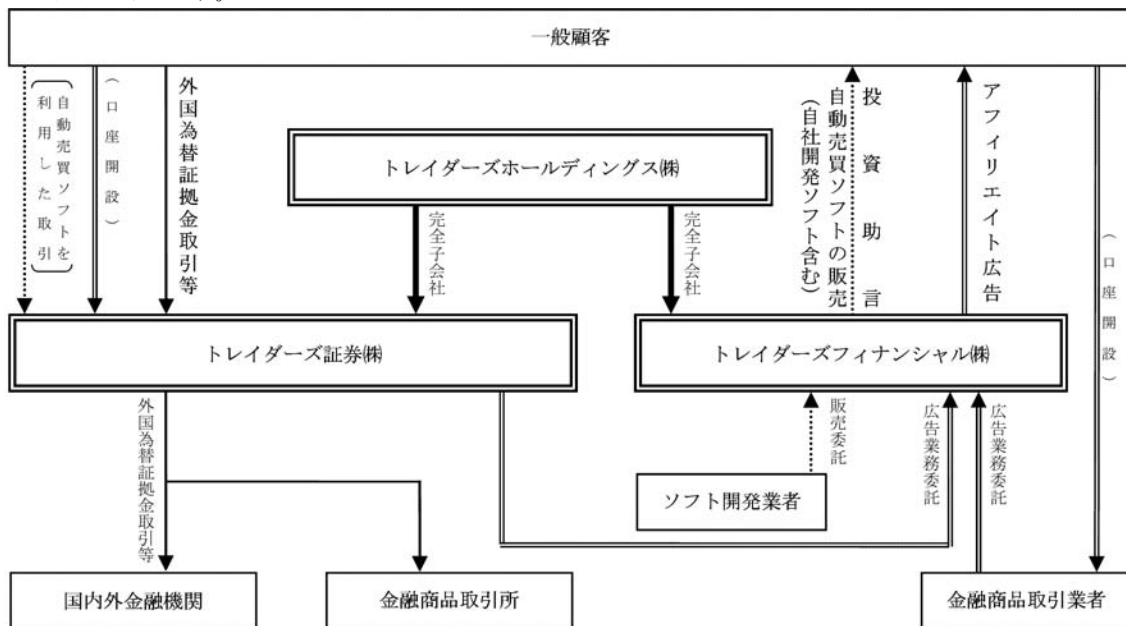 一般顧客
自動売買ソフトを
利用した取引
(口座開設)
外国為替証拠金取引等
トレイダーズホールディングス㈱
投資助言
自動売買ソフトの販売
(自社開発ソフト含む)
アフィリエイト広告
(口座開設)
完全子会社
完全子会社
トレイダーズ証券㈱
トレイダーズフィナンシャル㈱
外国為替証拠金取引等
販売委託
広告業務委託
広告業務委託
ソフト開発業者
国内外金融機関
金融商品取引所
金融商品取引業者